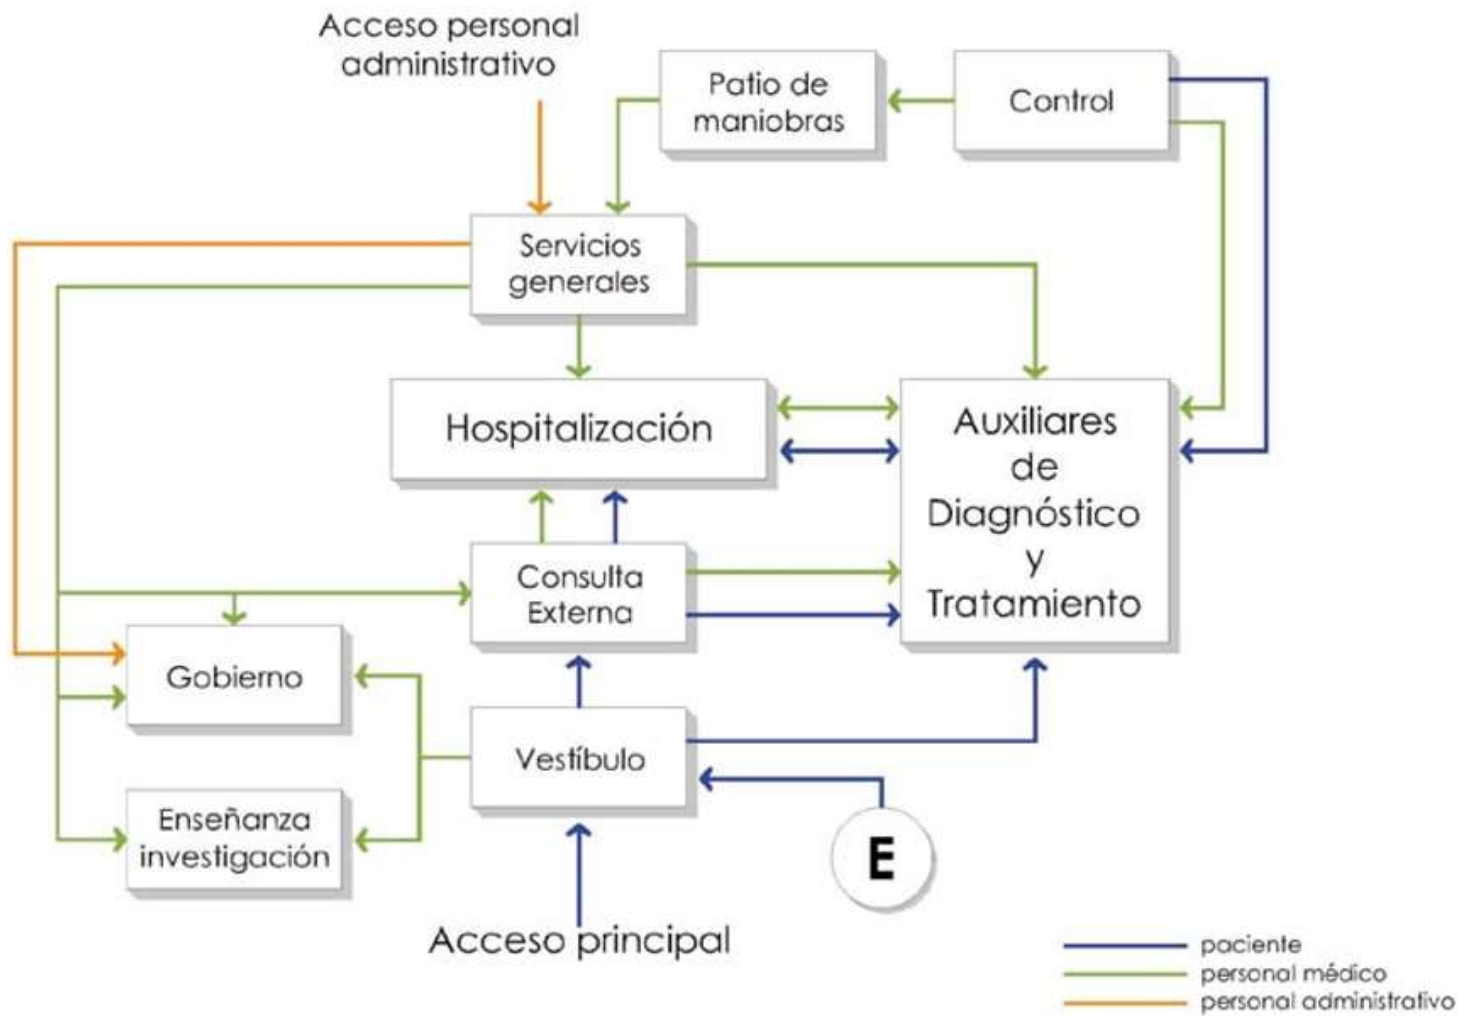 Acceso personal
administrativo
Patio de
maniobras
Control
Servicios
generales
Hospitalización
Auxiliares
de
Diagnóstico
y
Tratamiento
Consulta
Externa
Gobierno
Vestíbulo
Enseñanza
investigación
E
Acceso principal
paciente
personal médico
personal administrativo